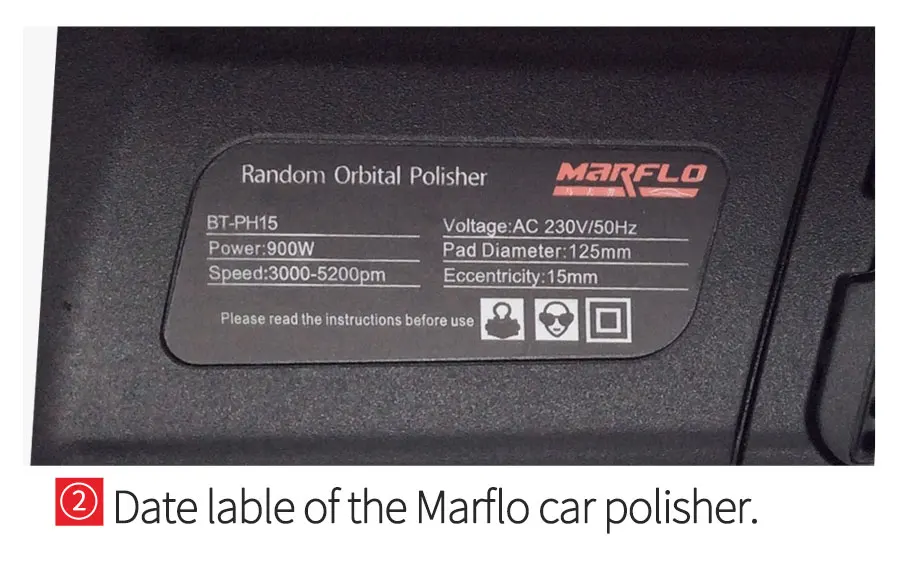 Random Orbital Polisher
MARFLO
BT-PH15
Power:900W
Speed:3000-5200pm
Voltage:AC 230V/50Hz
Pad Diameter:125mm
Eccentricity:15mm
Please read the instructions before use
② Date lable of the Marflo car polisher.